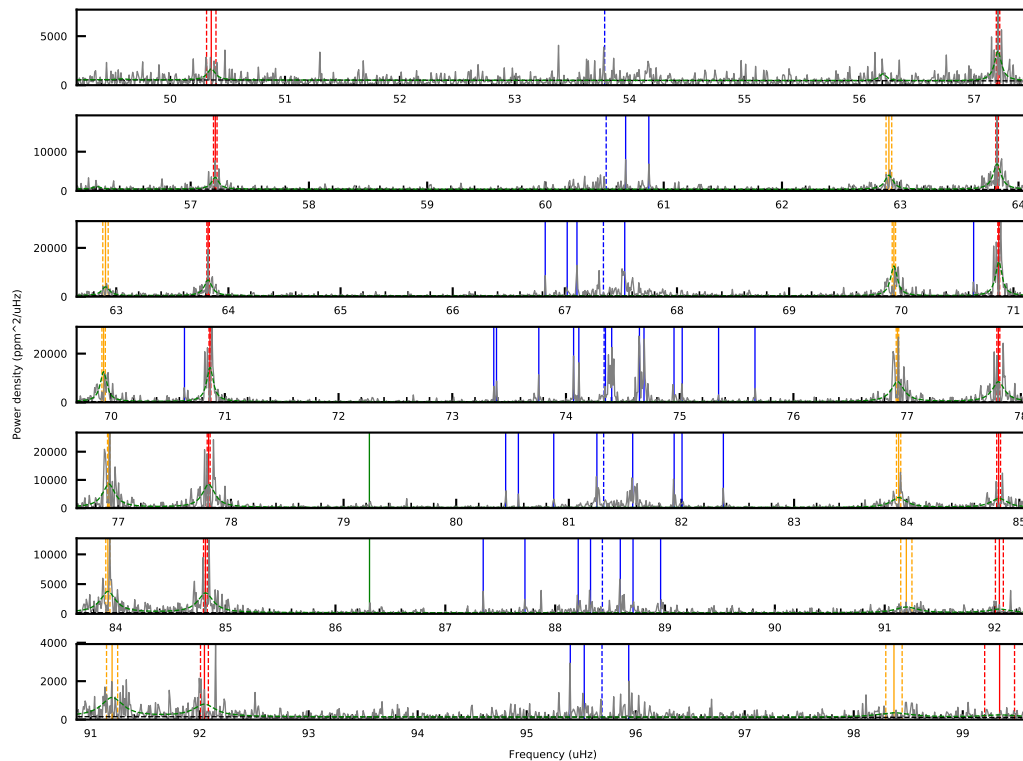 5000
0
50 51 52 53 54 55 56 57
10000
0
57 58 59 60 61 62 63 64
20000
0
63 64 65 66 67 68 69 70 71
Power density (ppm^2/uHz)
20000
0
70 71 72 73 74 75 76 77 78
20000
10000
0
77 78 79 80 81 82 83 84 85
10000
5000
0
84 85 86 87 88 89 90 91 92
4000
2000
0
91 92 93 94 95 96 97 98 99
Frequency (uHz)